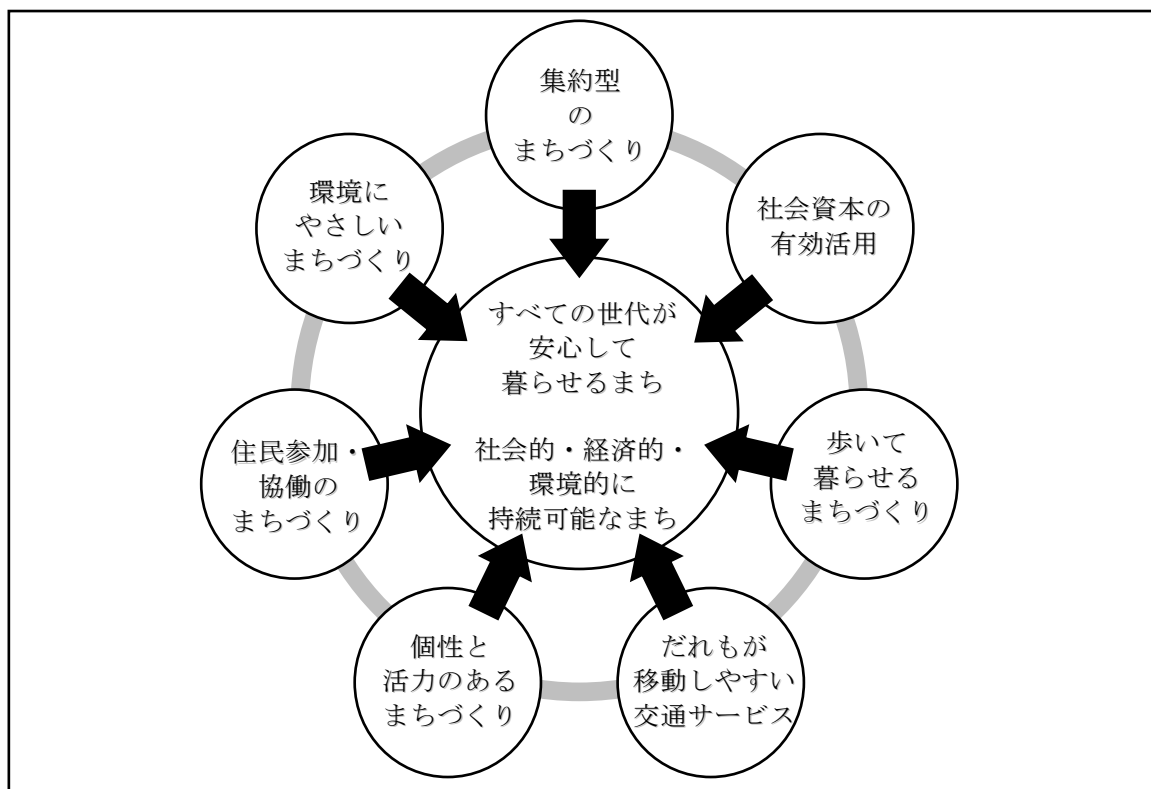 集約型
の
まちづくり
社会資本の
有効活用
歩いて
暮らせる
まちづくり
だれもが
移動しやすい
交通サービス
個性と
活力のある
まちづくり
住民参加・
協働の
まちづくり
環境に
やさしい
まちづくり
すべての世代が
安心して
暮らせるまち
社会的・経済的・
環境的に
持続可能なまち